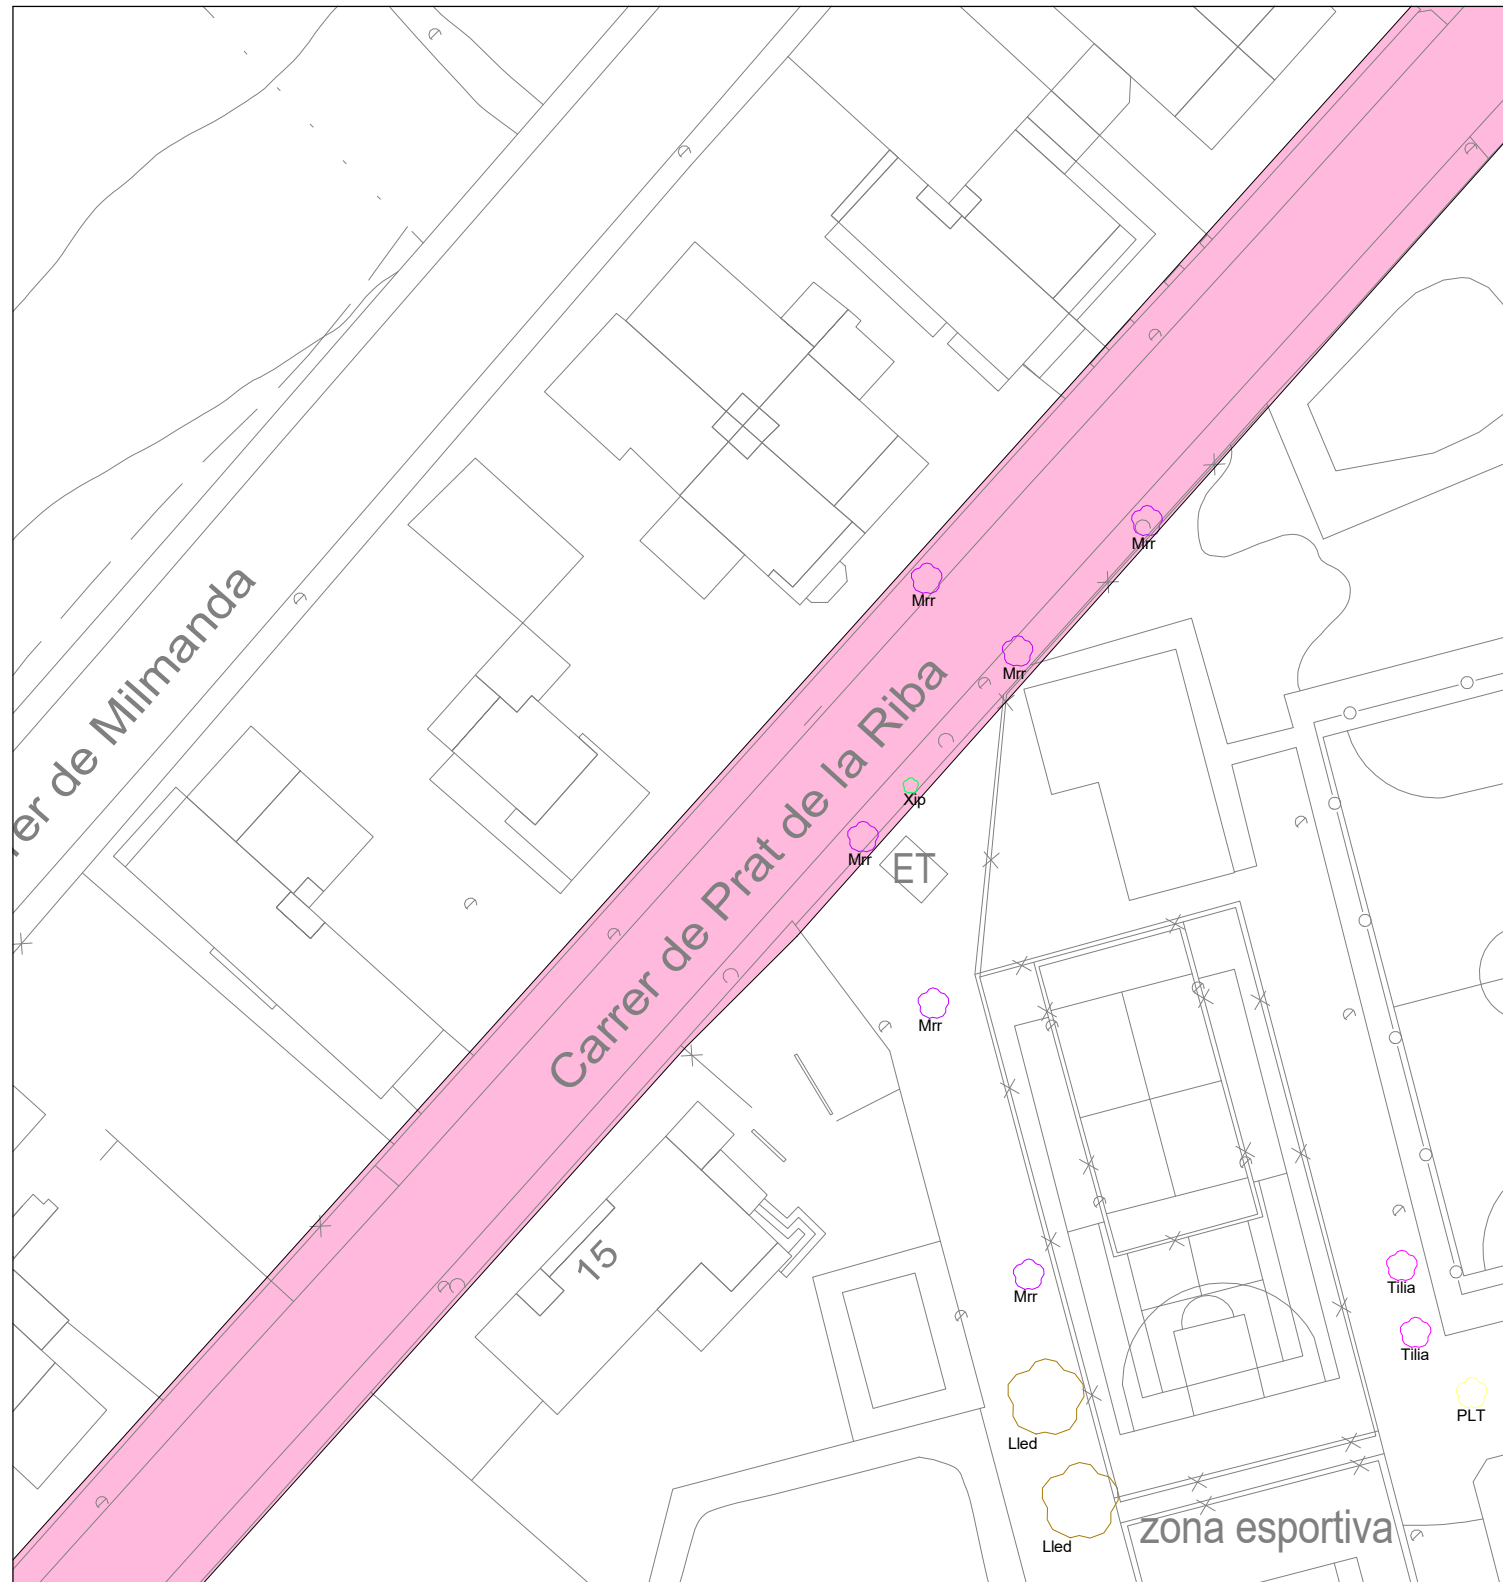 Mrr
Mrr
er de Milmanda
Mrr
Carrer de Prat de la Riba
Xip
Mrr
ET
Mrr
15
Mrr
Tilia
Tilia
PLT
Lled
zona esportiva
Lled